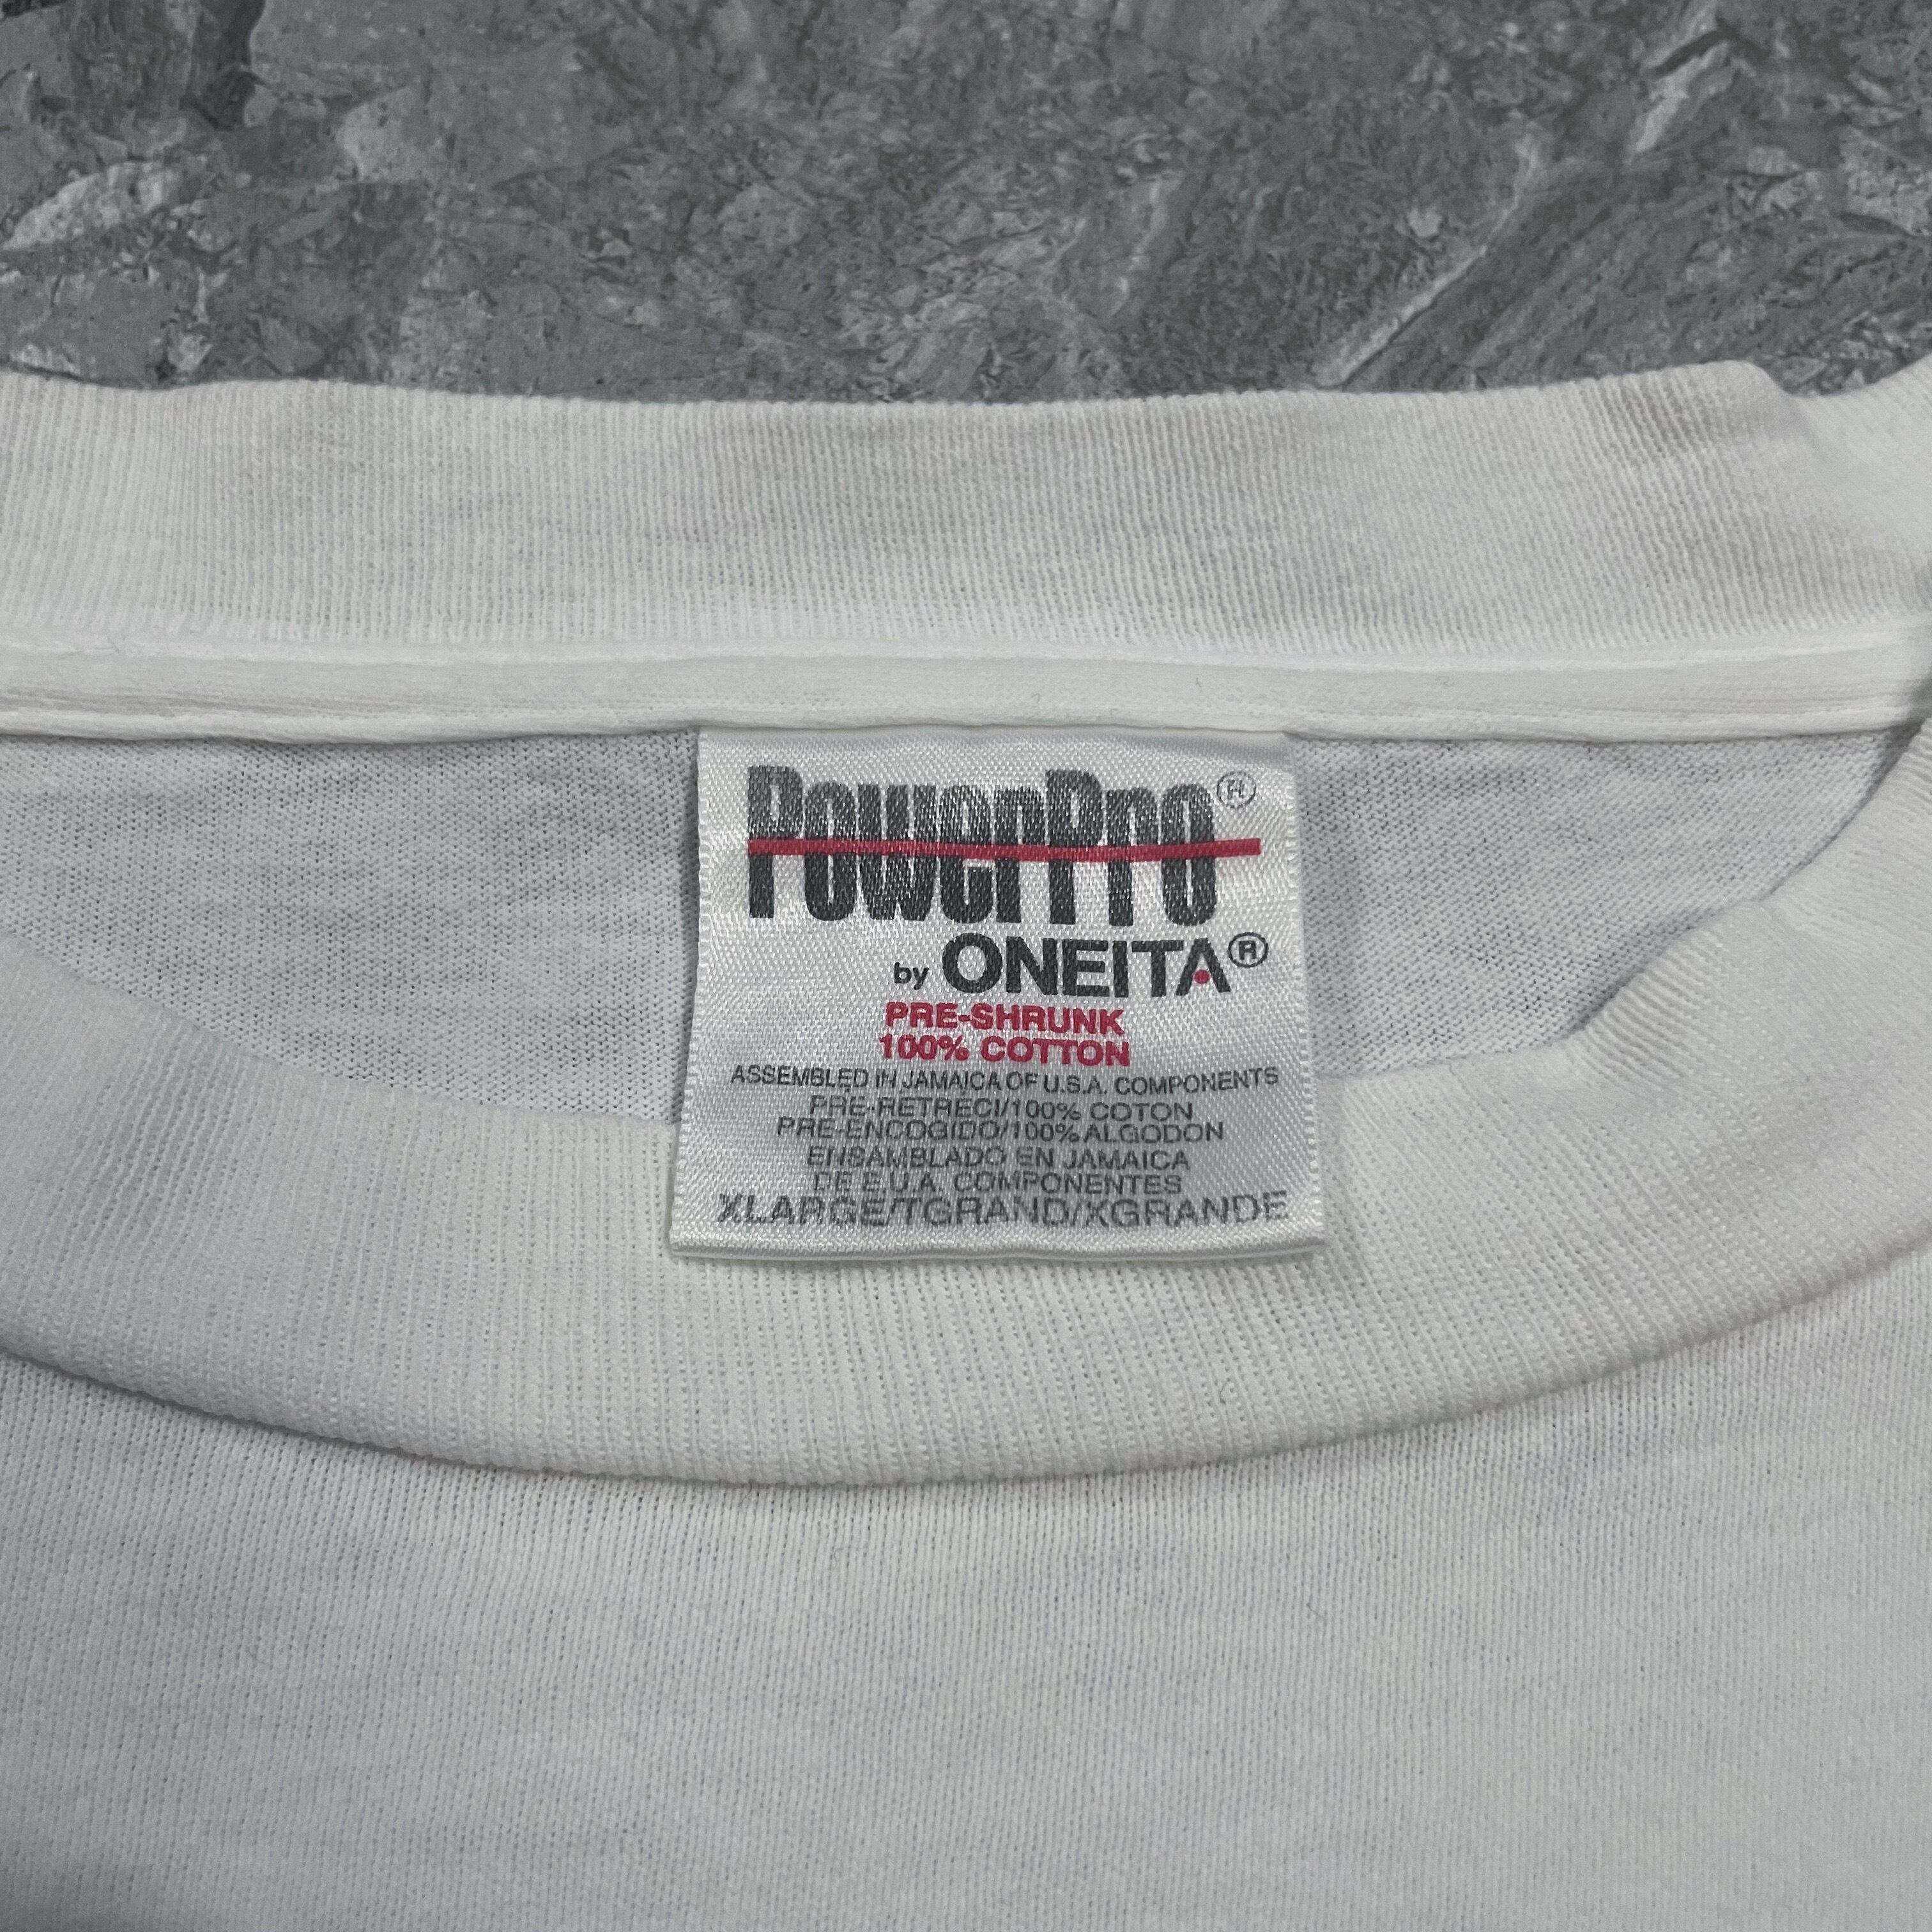 PowerPro®
by ONEITA®
PRE-SHRUNK
100% COTTON
ASSEMBLED IN JAMAICA OF U.S.A. COMPONENTS
PRE-RETRECI/100% COTON
PRE-ENCOGIDO/100% ALGODON
ENSAMBLADO EN JAMAICA
DE E.U.A. COMPONENTES
XLARGE/TGRAND/XGRANDE